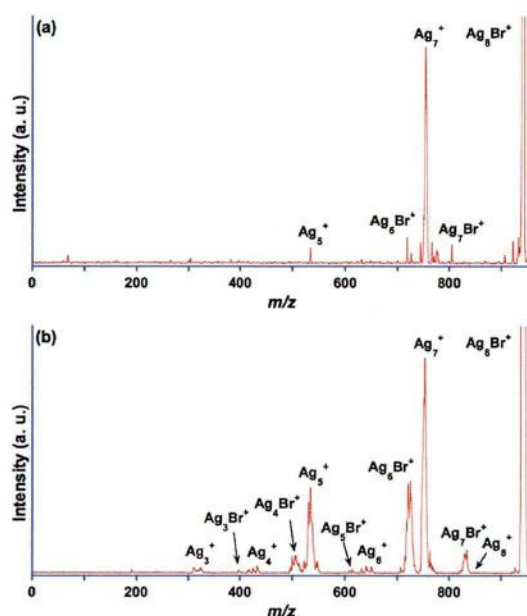 (a)
Ag₇⁺
Ag₈Br⁺
Ag₅⁺
Ag₆Br⁺
Ag₇Br⁺
Intensity (a. u.)
0 200 400 600 800
m/z
(b)
Ag₇⁺
Ag₈Br⁺
Ag₅⁺
Ag₆Br⁺
Ag₄Br⁺
Ag₃Br⁺
Ag₅Br⁺
Ag₇Br⁺
Ag₃⁺
Ag₄⁺
Ag₆⁺
Ag₈⁺
Intensity (a. u.)
0 200 400 600 800
m/z